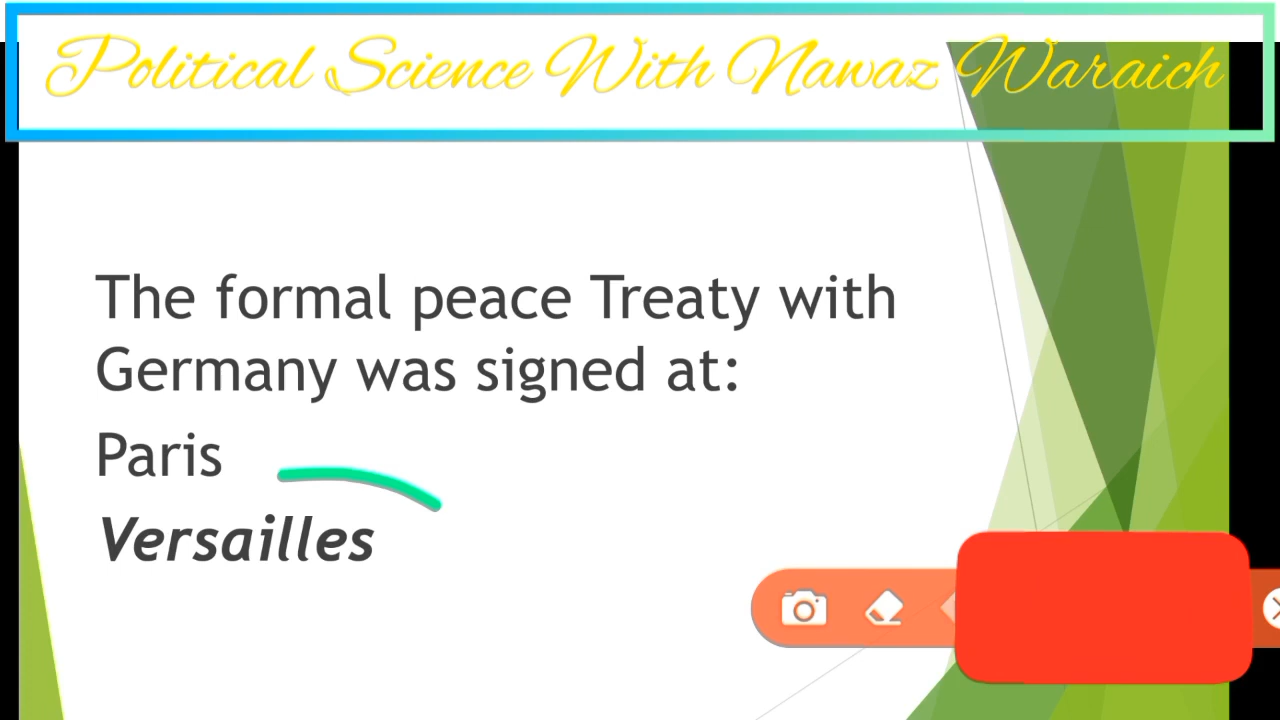 Political Science With Nawaz Waraich
The formal peace Treaty with
Germany was signed at:
Paris
Versailles